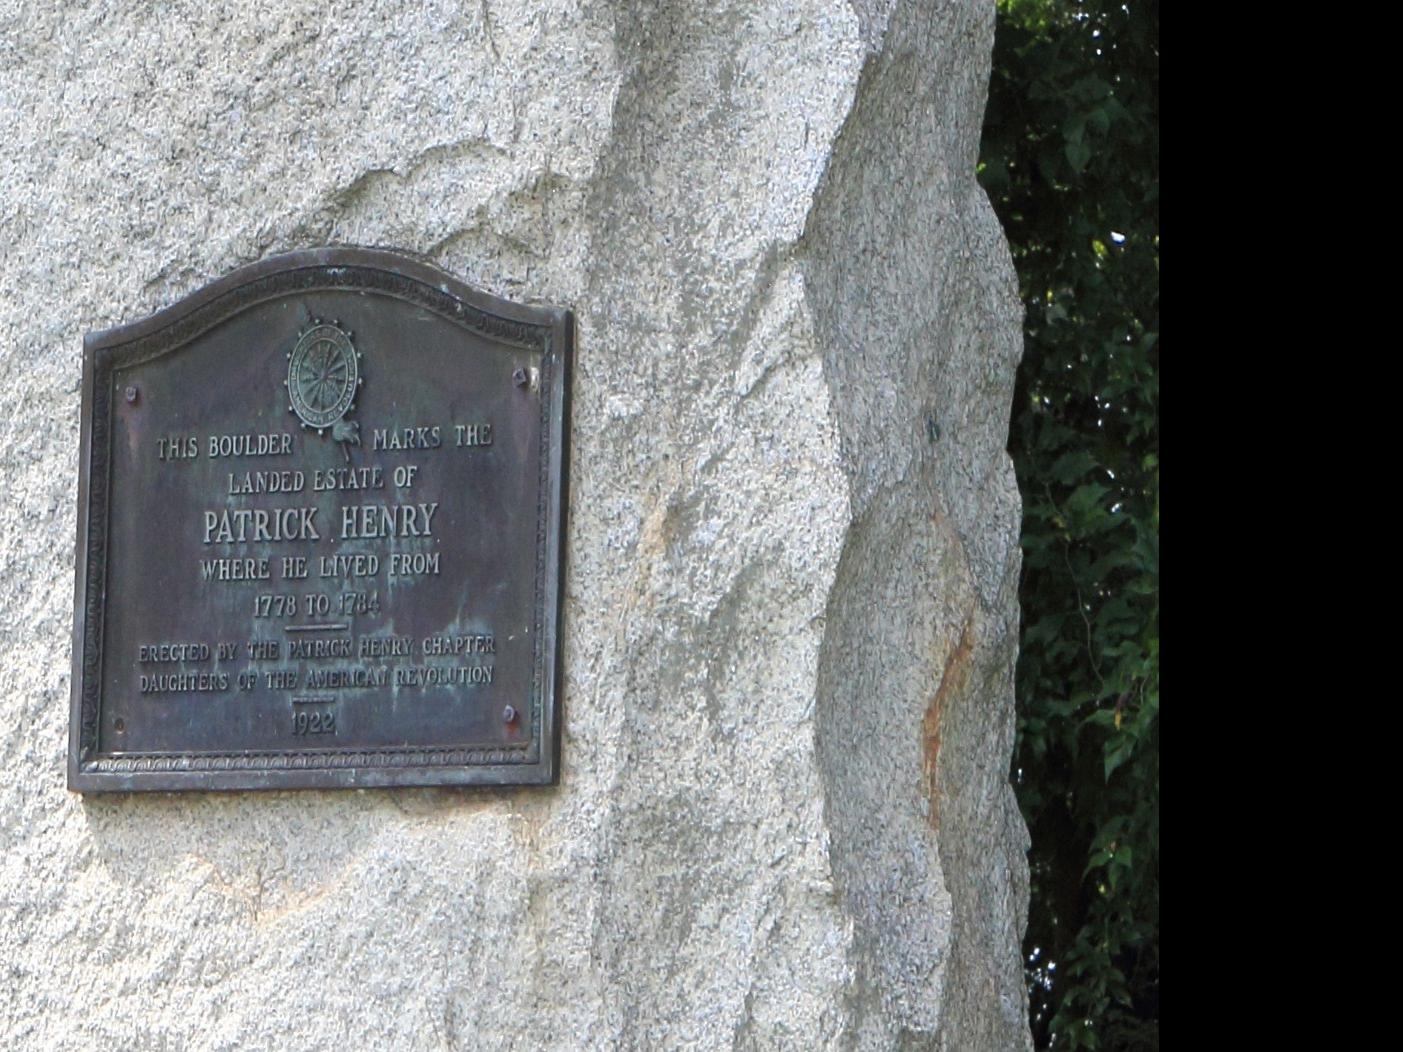 THIS BOULDER MARKS THE
LANDED ESTATE OF
PATRICK HENRY
WHERE HE LIVED FROM
1778 TO 1784
ERECTED BY THE PATRICK HENRY CHAPTER
DAUGHTERS OF THE AMERICAN REVOLUTION
1922